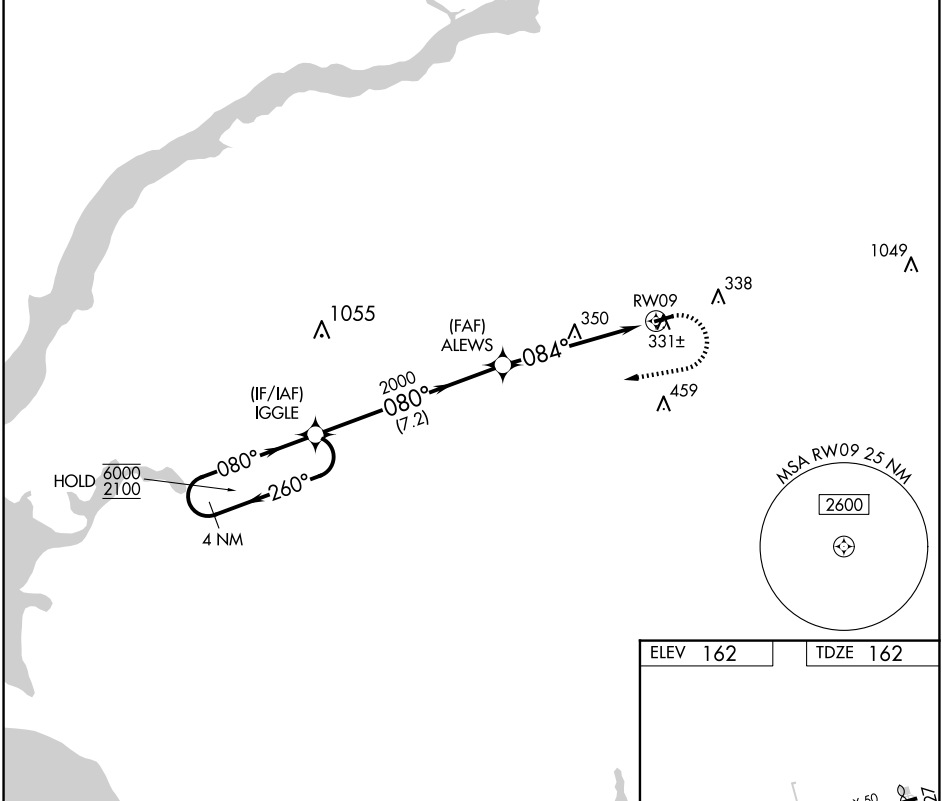 1049
338
RW09
1055
350
(FAF)
ALEWS
331±
084°
2000
080°
(7.2)
(IF/IAF)
IGGLE
459
080°
HOLD 6000
2100
260°
4 NM
MSA RW09 25 NM
2600
ELEV 162
TDZE 162
27